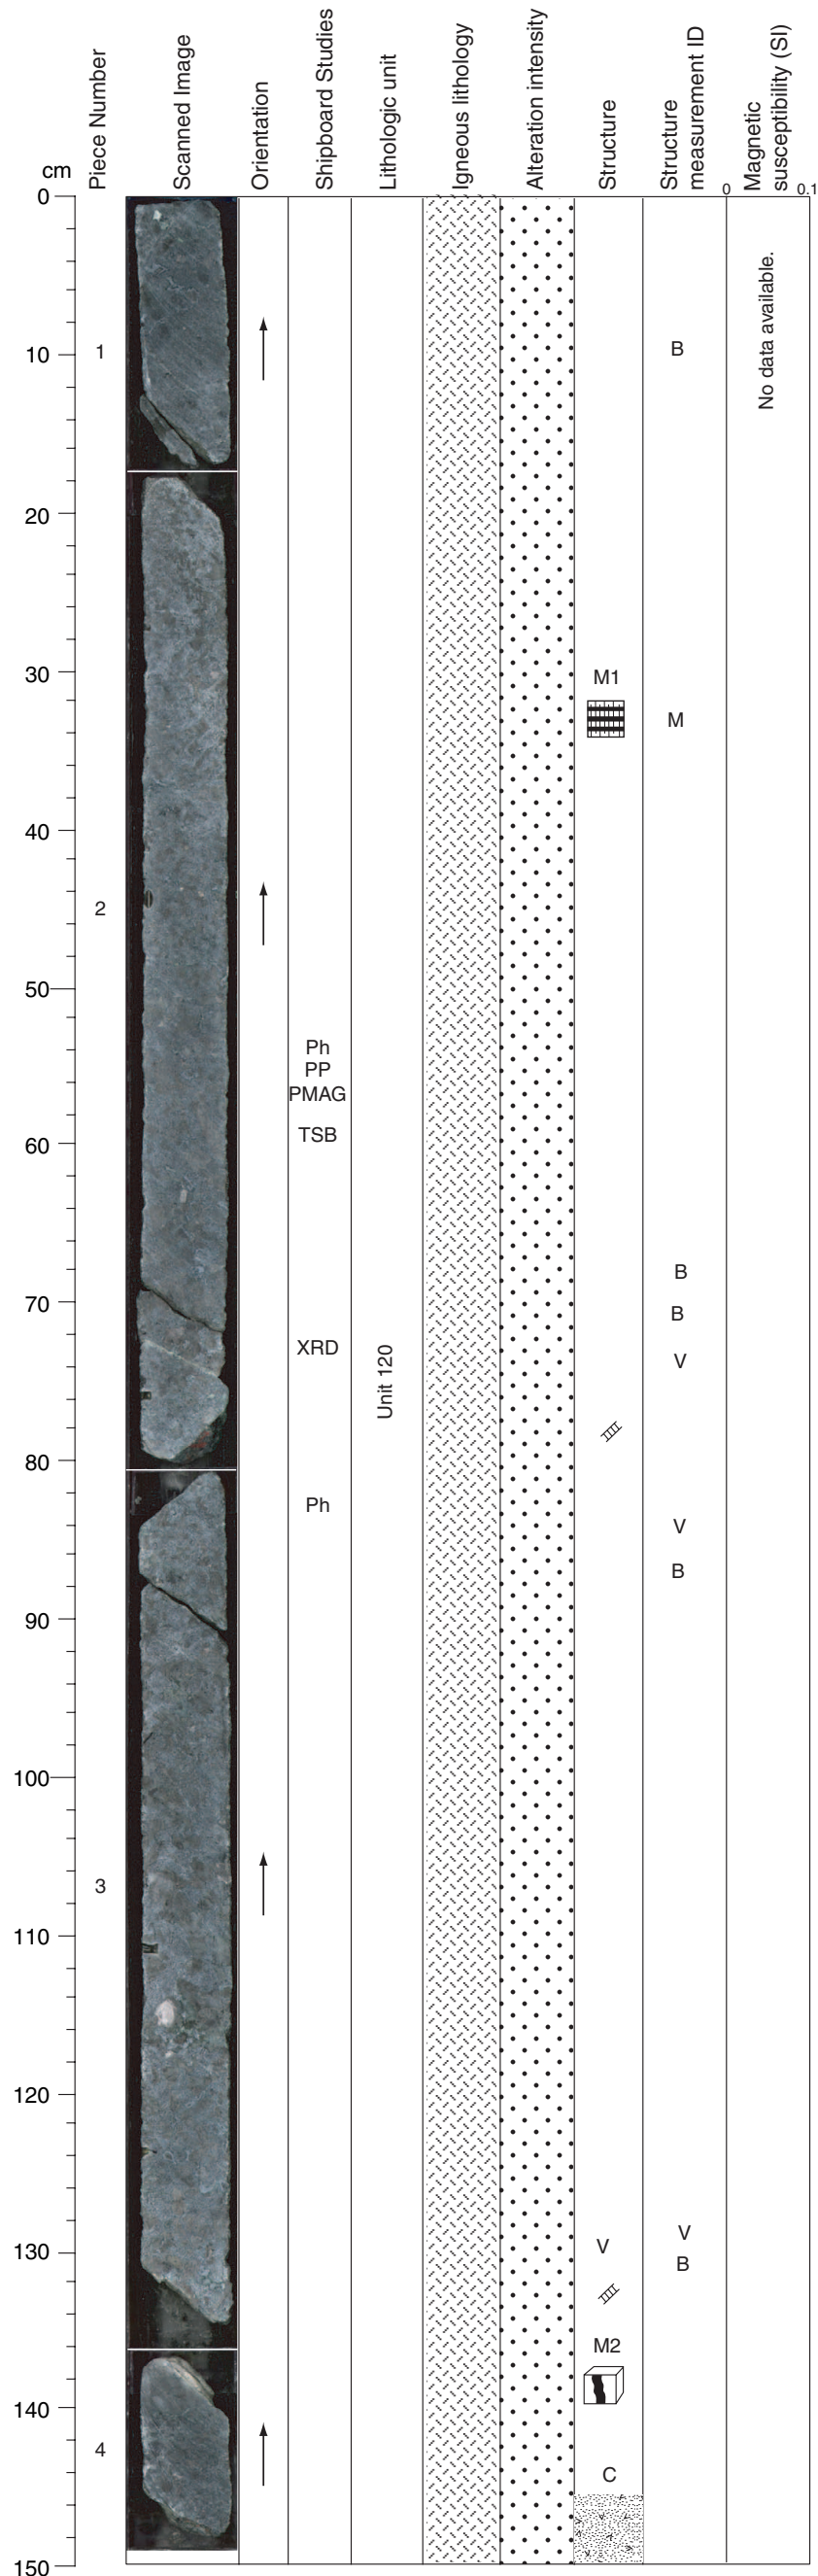 cm
Piece Number
Scanned Image
Orientation
Shipboard Studies
Lithologic unit
Igneous lithology
Alteration intensity
Structure
Structure
measurement ID
Magnetic
susceptibility (SI)
0
0.1
0
No data available.
1
10
B
20
30
M1
M
40
2
50
Ph
PP
PMAG
TSB
60
B
70
B
XRD
V
Unit 120
80
Ph
V
B
90
100
3
110
120
V
V
130
B
M2
140
4
C
150